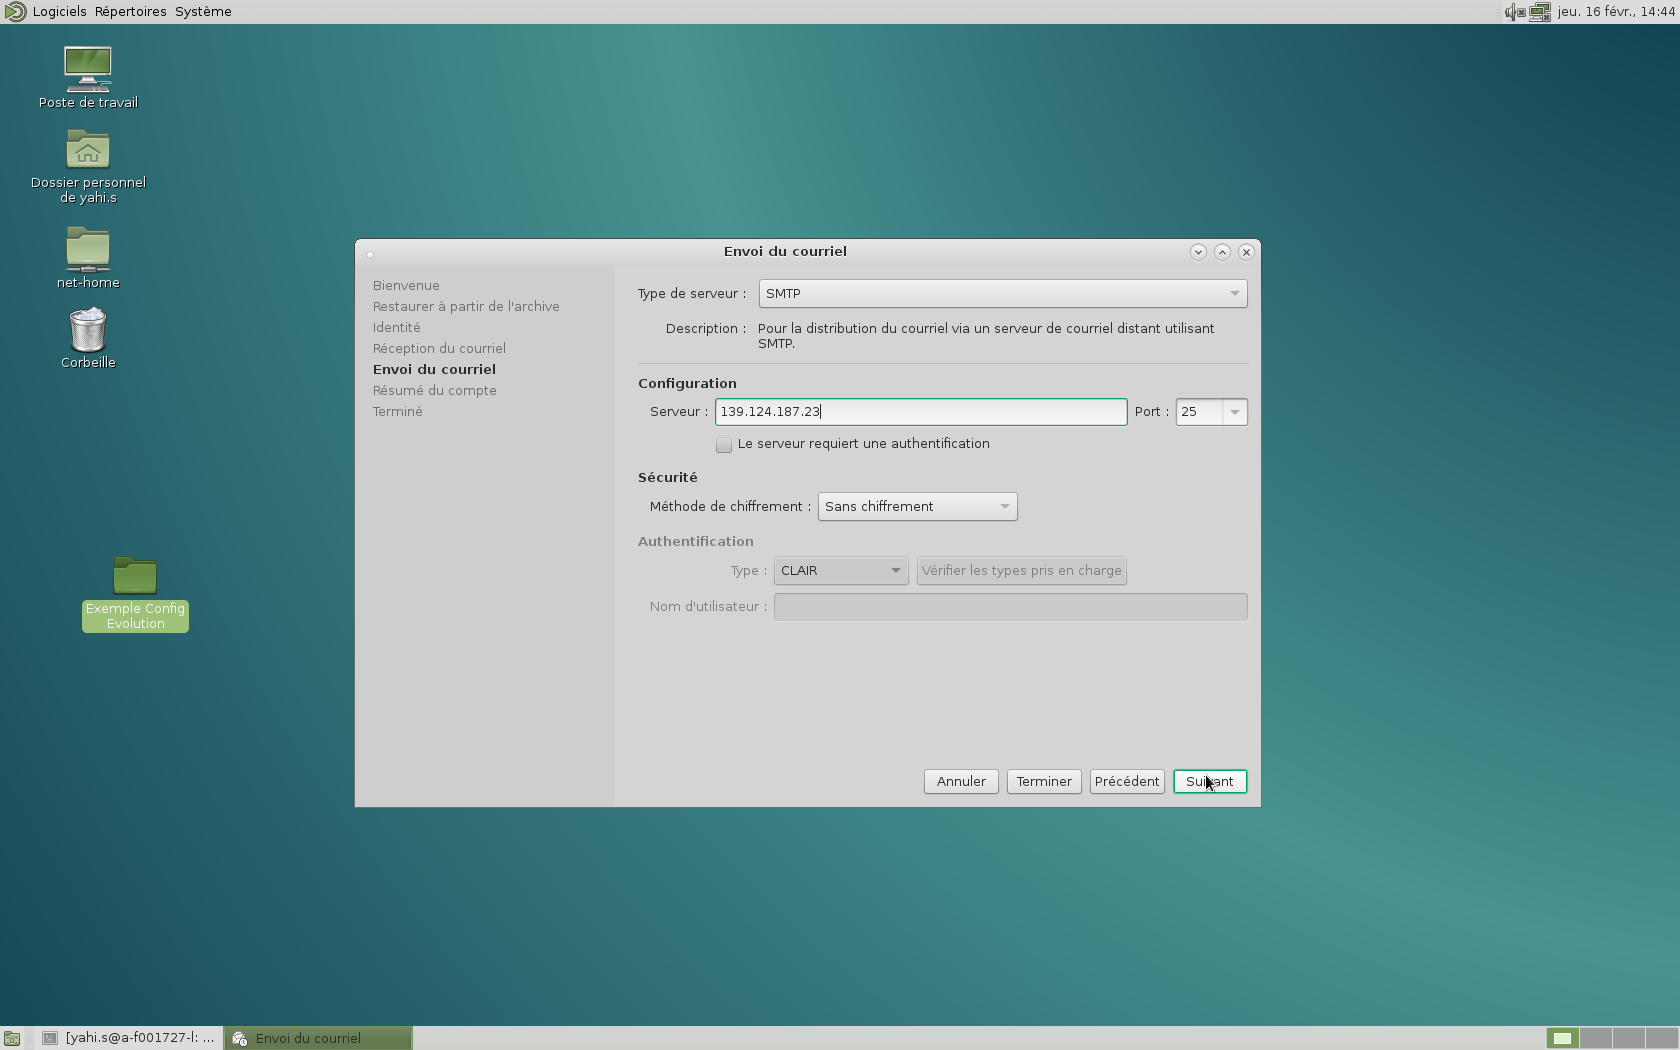 Logiciels Répertoires Système
jeu. 16 févr., 14:44
Poste de travail
Dossier personnel
de yahi.s
net-home
Corbeille
Exemple Config
Evolution
Envoi du courriel
Bienvenue
Restaurer à partir de l'archive
Identité
Réception du courriel
Envoi du courriel
Résumé du compte
Terminé
Type de serveur : SMTP
Description : Pour la distribution du courriel via un serveur de courriel distant utilisant
SMTP.
Configuration
Serveur : 139.124.187.23 Port : 25
Le serveur requiert une authentification
Sécurité
Méthode de chiffrement : Sans chiffrement
Authentification
Type : CLAIR Vérifier les types pris en charge
Nom d'utilisateur :
Annuler Terminer Précédent Suivant
[yahi.s@a-f001727-l: ... Envoi du courriel